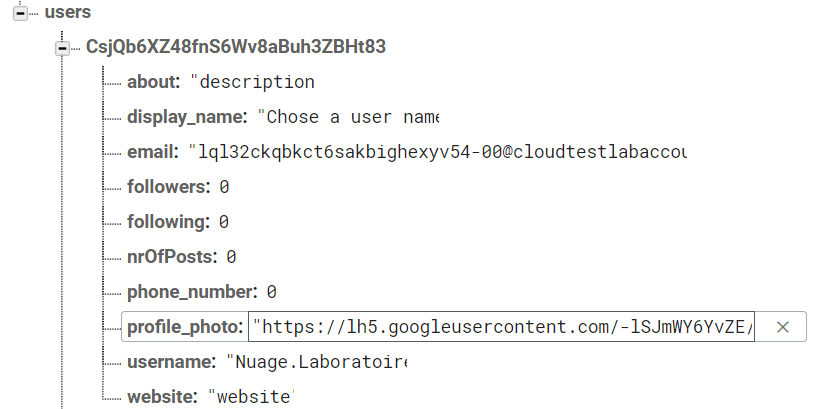 users
CsjQb6XZ48fnS6Wv8aBuh3ZBHt83
about: "description
display_name: "Chose a user name
email: "lql32ckqbkct6sakbighexyv54-00@cloudtestlabaccou
followers: 0
following: 0
nrOfPosts: 0
phone_number: 0
profile_photo: "https://lh5.googleusercontent.com/-lSJmWY6YvZE/
username: "Nuage.Laboratoire
website: "website"